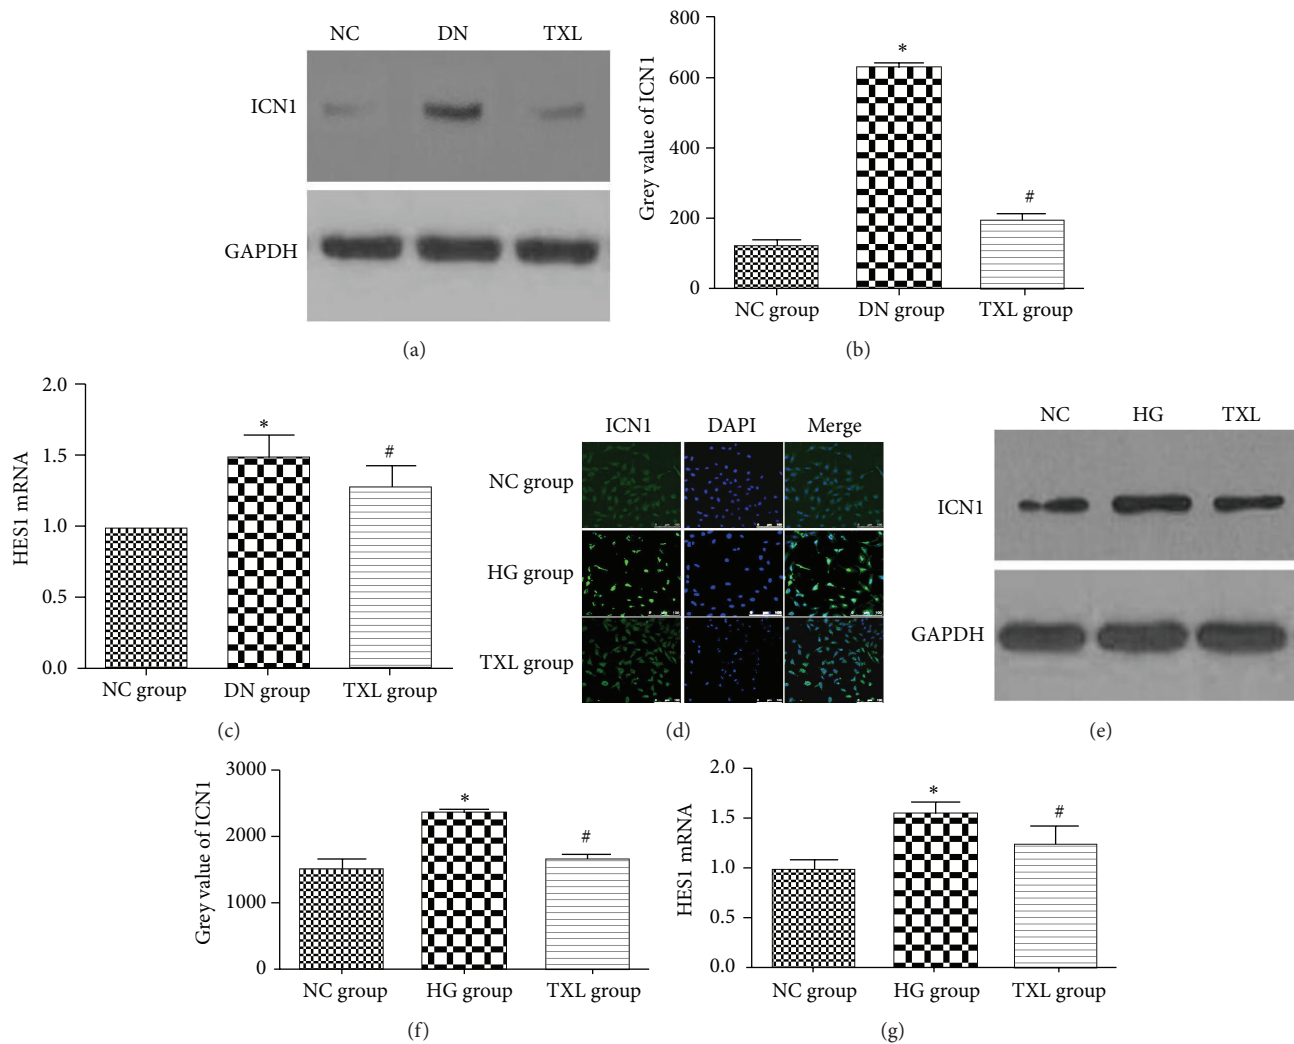 NC DN TXL
ICN1
GAPDH
(a)
Grey value of ICN1
800
600
400
200
0
*
#
NC group DN group TXL group
(b)
HES1 mRNA
2.0
1.5
1.0
0.5
0.0
*
#
NC group DN group TXL group
(c)
ICN1 DAPI Merge
NC group
HG group
TXL group
(d)
NC HG TXL
ICN1
GAPDH
(e)
Grey value of ICN1
3000
2000
1000
0
*
#
NC group HG group TXL group
(f)
HES1 mRNA
2.0
1.5
1.0
0.5
0.0
*
#
NC group HG group TXL group
(g)